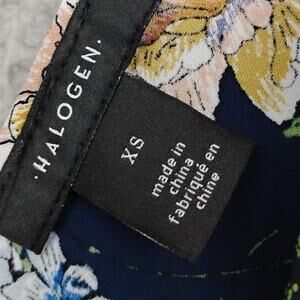 ·HALOGEN·
XS
made in
china
fabriqué en
chine